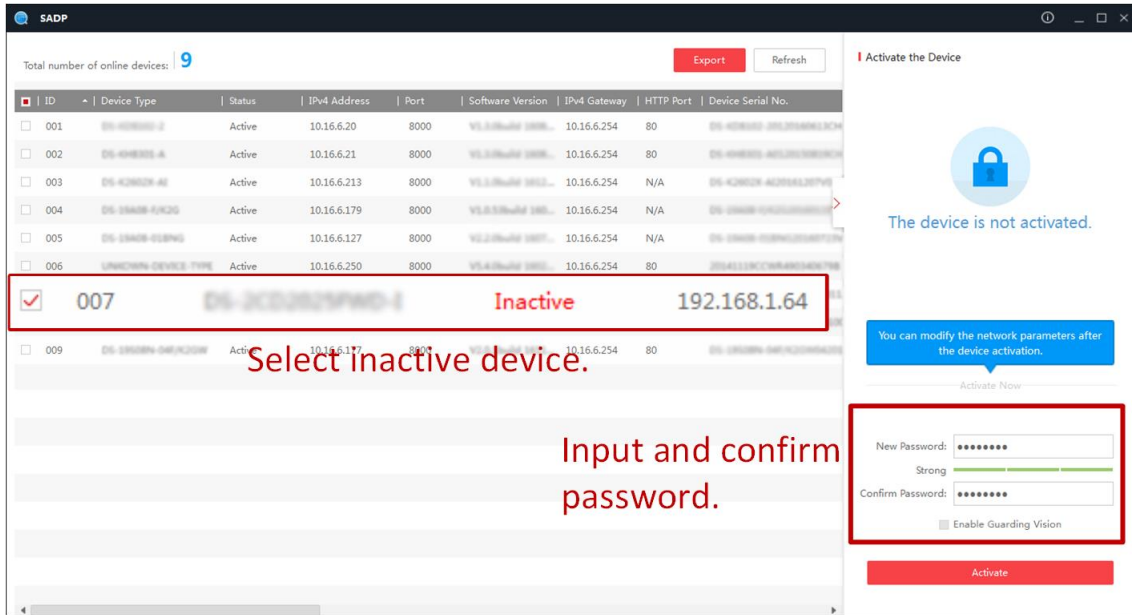 SADP
Total number of online devices: 9
Export
Refresh
ID Device Type Status IPv4 Address Port Software Version IPv4 Gateway HTTP Port Device Serial No.
001 Active 10.16.6.20 8000 10.16.6.254 80
002 Active 10.16.6.21 8000 10.16.6.254 80
003 Active 10.16.6.213 8000 10.16.6.254 N/A
004 Active 10.16.6.179 8000 10.16.6.254 N/A
005 Active 10.16.6.127 8000 10.16.6.254 N/A
006 Active 10.16.6.250 8000 10.16.6.254 80
007 Inactive 192.168.1.64
009 Active 10.16.6.177 8000 10.16.6.254 80
Select inactive device.
Input and confirm
password.
Activate the Device
The device is not activated.
You can modify the network parameters after
the device activation.
Activate Now
New Password: ●●●●●●●●
Strong
Confirm Password: ●●●●●●●●
Enable Guarding Vision
Activate